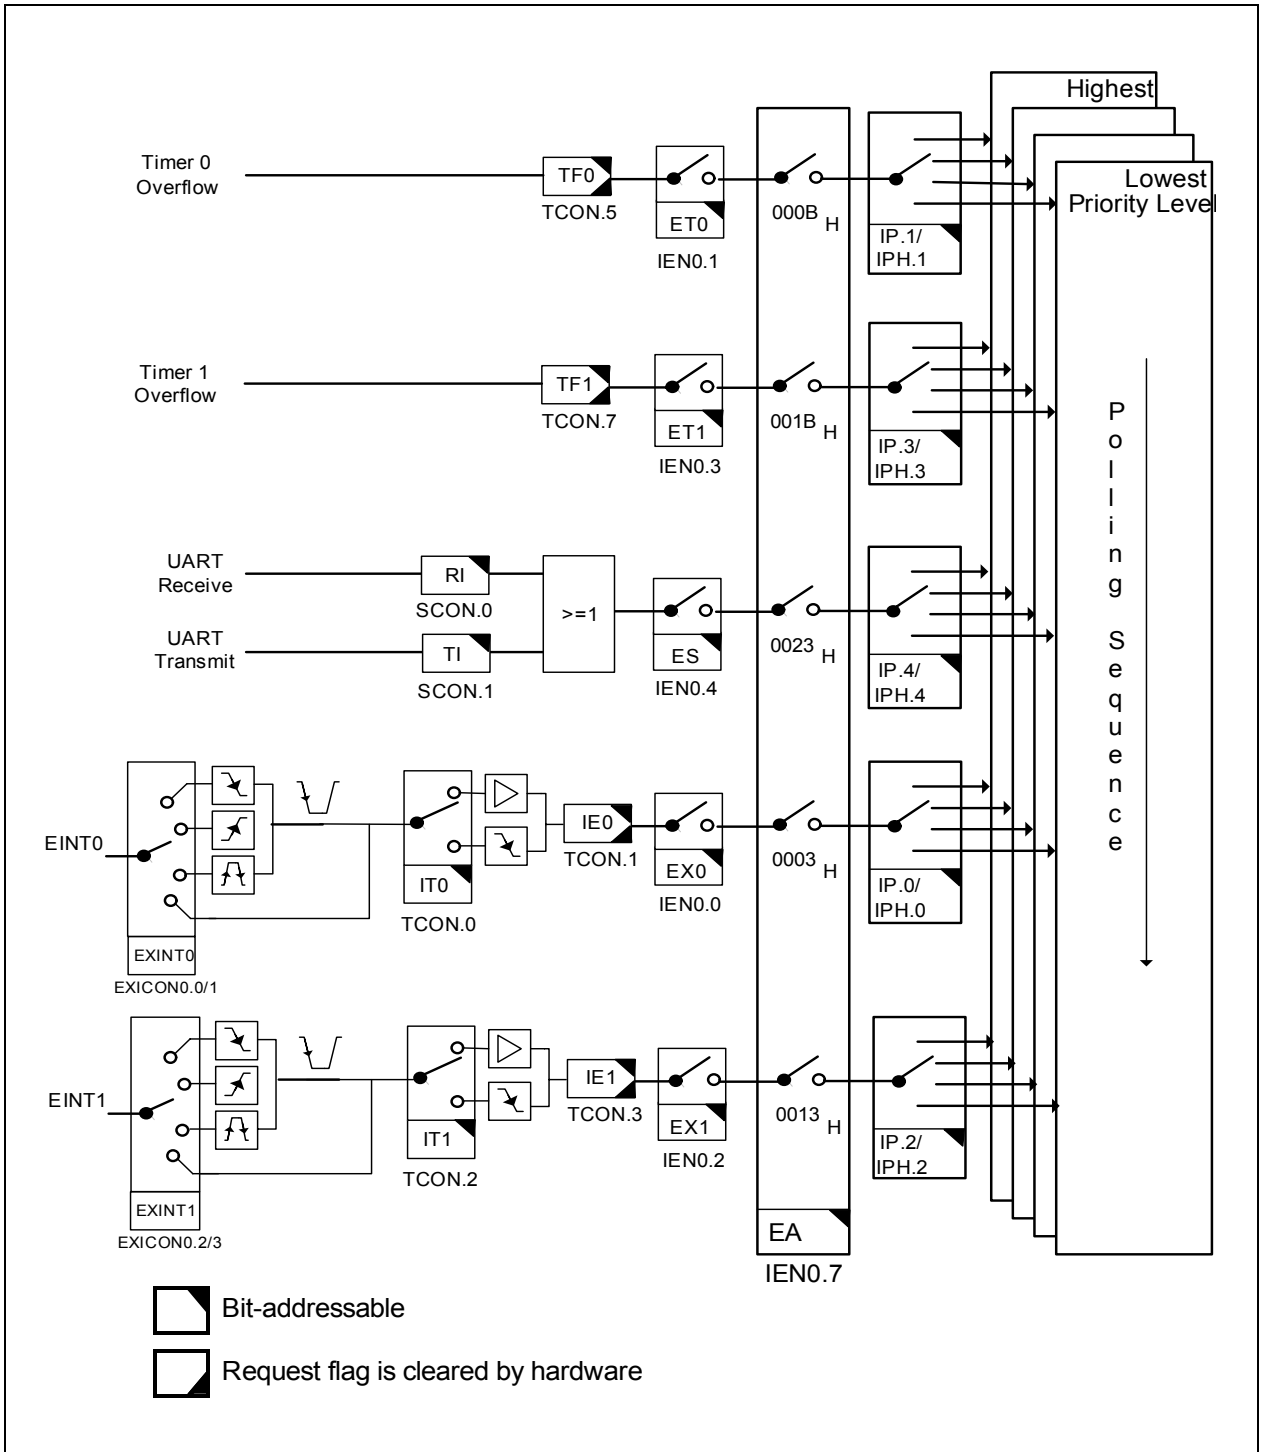 Highest
Lowest
Priority Level
Timer 0
Overflow
TF0
TCON.5
ET0
IEN0.1
000B H
IP.1/
IPH.1
Timer 1
Overflow
TF1
TCON.7
ET1
IEN0.3
001B H
IP.3/
IPH.3
Polling Sequence
UART
Receive
RI
SCON.0
UART
Transmit
TI
SCON.1
>=1
ES
IEN0.4
0023 H
IP.4/
IPH.4
EINT0
EXINT0
EXICON0.0/1
IT0
TCON.0
IE0
TCON.1
EX0
IEN0.0
0003 H
IP.0/
IPH.0
EINT1
EXINT1
EXICON0.2/3
IT1
TCON.2
IE1
TCON.3
EX1
IEN0.2
0013 H
IP.2/
IPH.2
EA
IEN0.7
Bit-addressable
Request flag is cleared by hardware